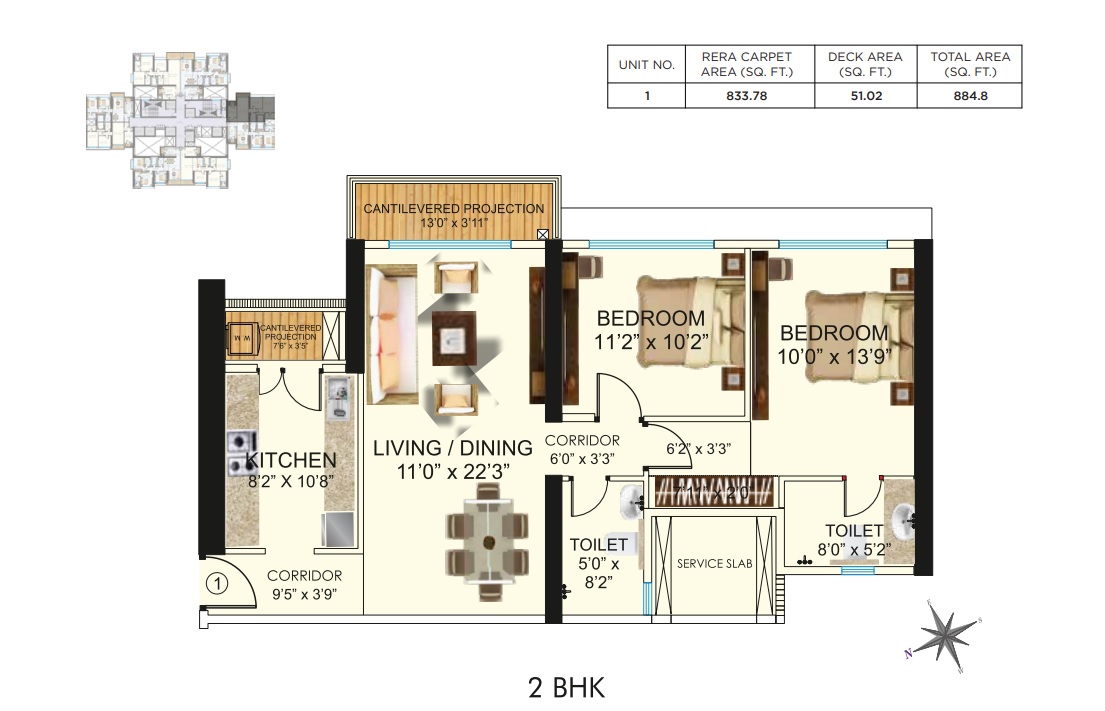 UNIT NO. RERA CARPET AREA (SQ. FT.) DECK AREA (SQ. FT.) TOTAL AREA (SQ. FT.)
1 833.78 51.02 884.8
CANTILEVERED PROJECTION
13'0" x 3'11"
CANTILEVERED
PROJECTION
7'6" x 3'5"
W M
BEDROOM
11'2" x 10'2"
BEDROOM
10'0" x 13'9"
KITCHEN
8'2" X 10'8"
LIVING / DINING
11'0" x 22'3"
CORRIDOR
6'0" x 3'3"
6'2" x 3'3"
7'11" x 2'0"
TOILET
5'0" x
8'2"
SERVICE SLAB
TOILET
8'0" x 5'2"
1
CORRIDOR
9'5" x 3'9"
E
S
N
W
2 BHK